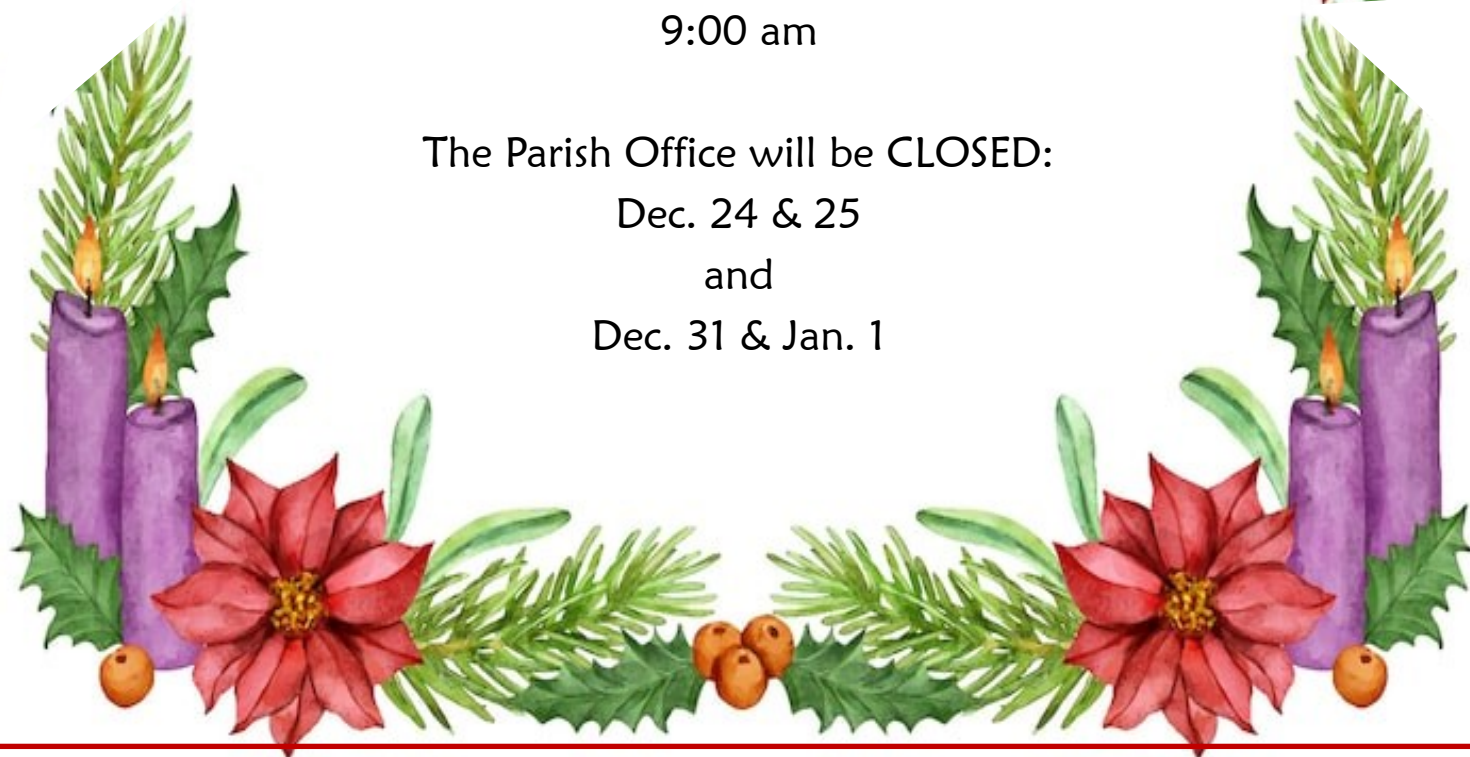 9:00 am
The Parish Office will be CLOSED:
Dec. 24 & 25
and
Dec. 31 & Jan. 1